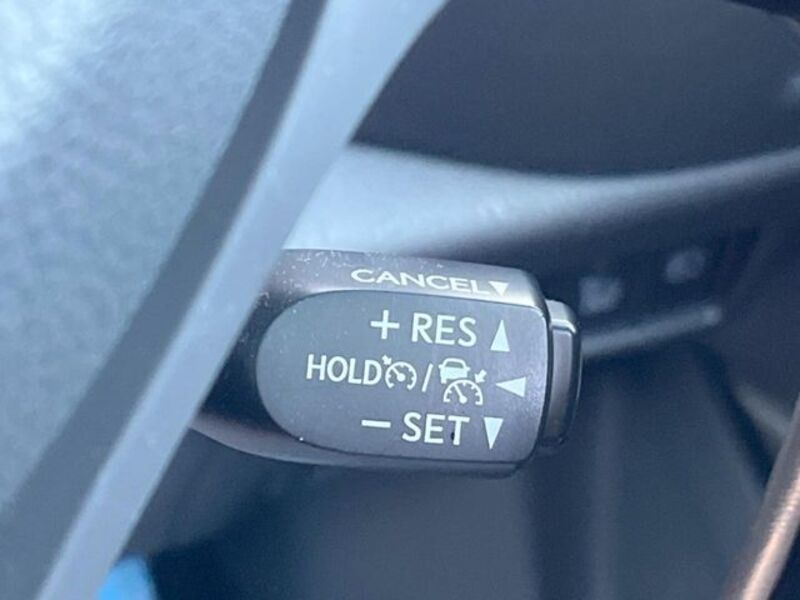 CANCEL▼
+ RES ▲
HOLD / ◀
− SET ▼